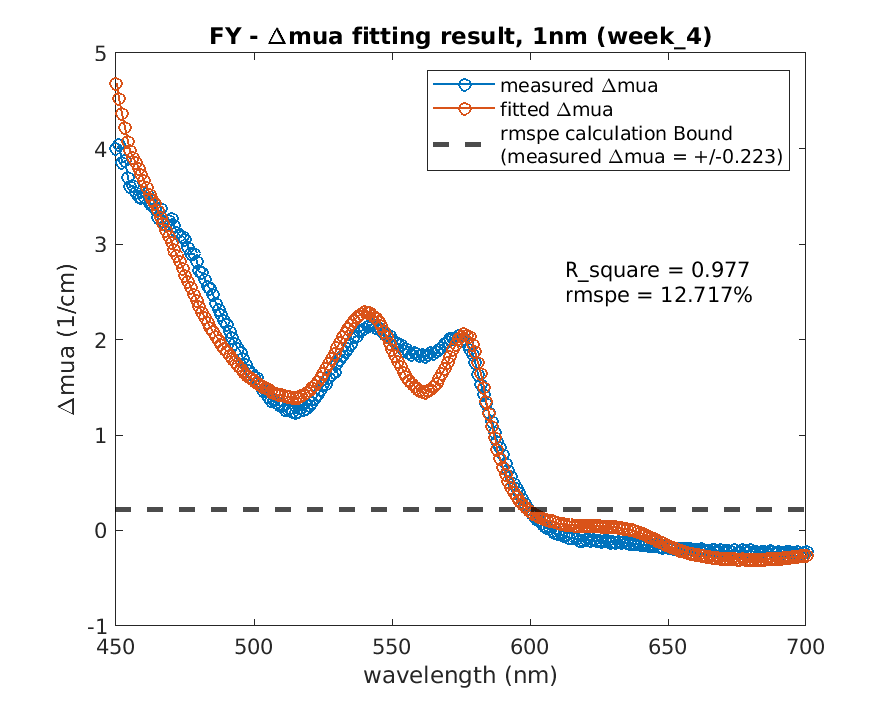 FY - Δmua fitting result, 1nm (week_4)
measured Δmua
fitted Δmua
rmspe calculation Bound
(measured Δmua = +/-0.223)
R_square = 0.977
rmspe = 12.717%
Δmua (1/cm)
5
4
3
2
1
0
-1
450
500
550
600
650
700
wavelength (nm)